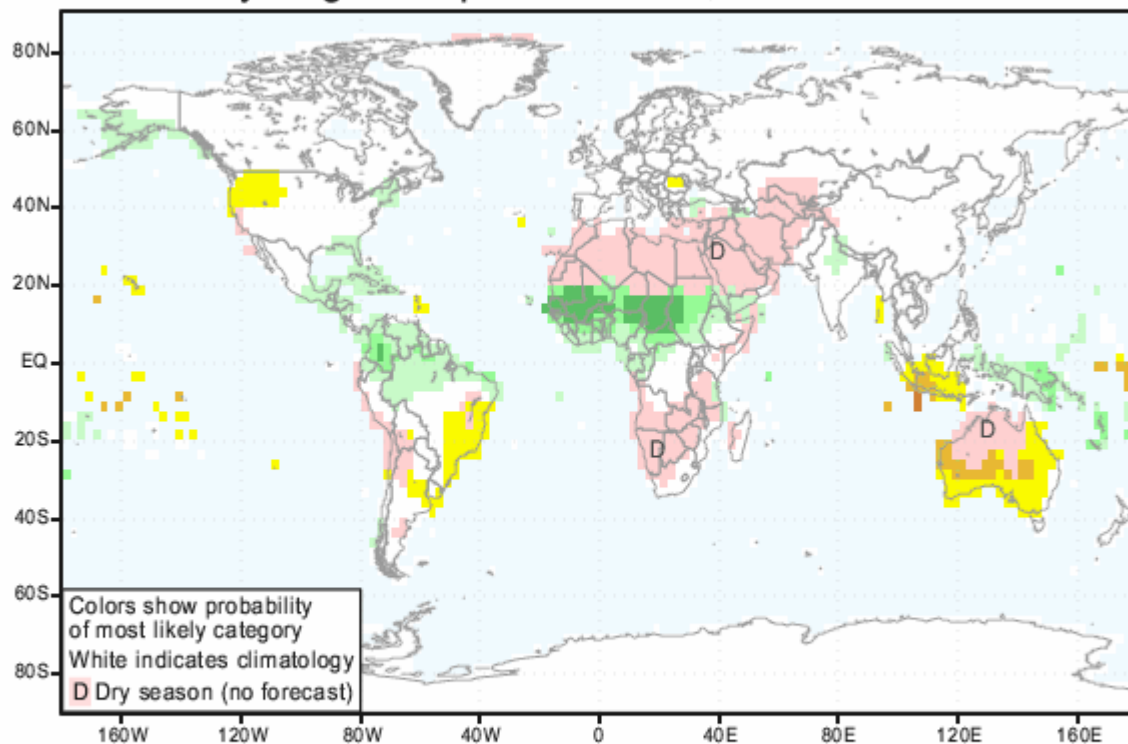 80N
60N
40N
20N
EQ
20S
40S
60S
80S
D
D
D
Colors show probability
of most likely category
White indicates climatology
D Dry season (no forecast)
160W
120W
80W
40W
0
40E
80E
120E
160E